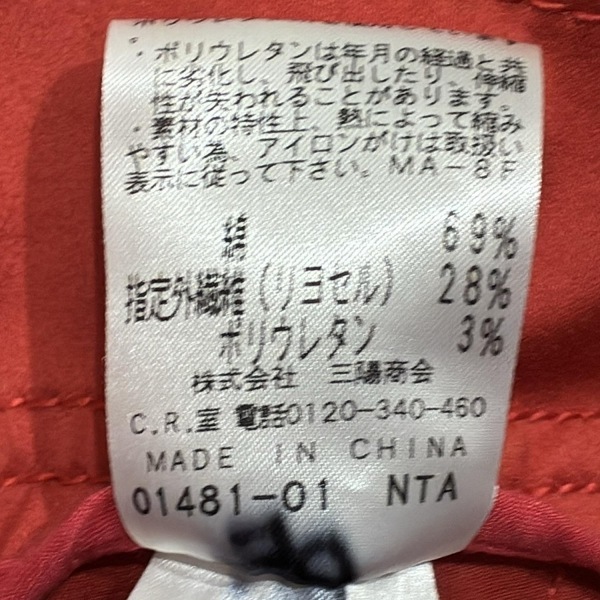 ・ポリウレタンは年月の経過と共
に劣化し、飛び出したり、伸縮
性が失われることがあります。
・素材の特性上、熱によって縮み
やすい為、アイロンがけは取扱い
表示に従って下さい。MA-8F
綿 69%
指定外繊維(リヨセル) 28%
ポリウレタン 3%
株式会社 三陽商会
C.R.室 電話0120-340-460
MADE IN CHINA
01481-01 NTA